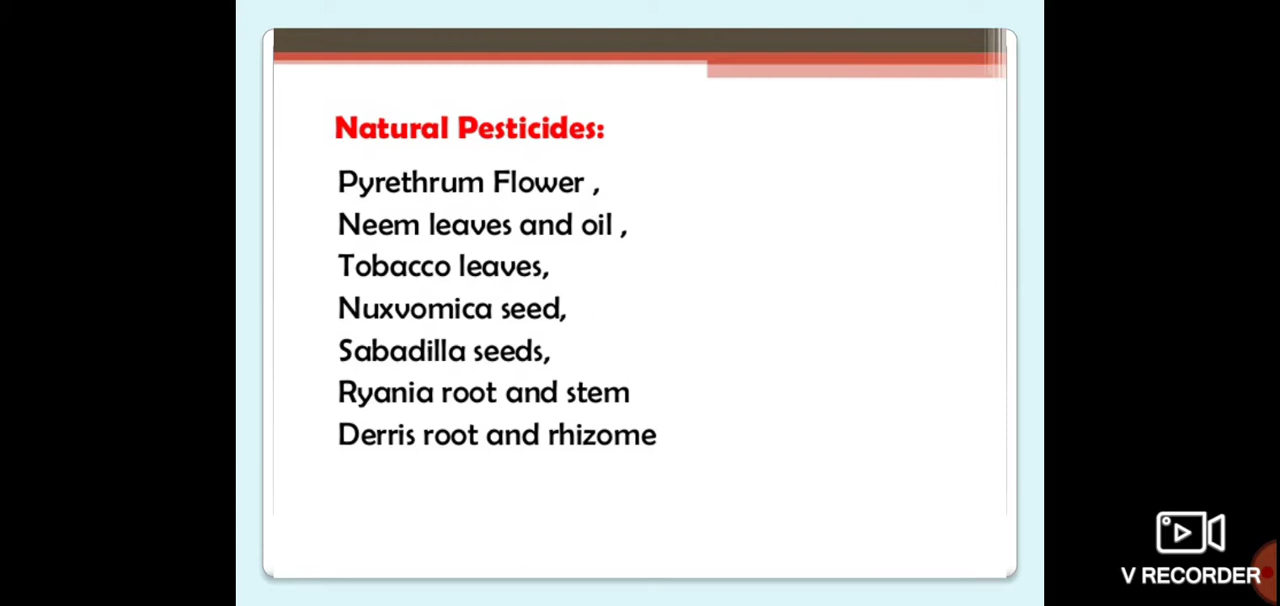 Natural Pesticides:
Pyrethrum Flower ,
Neem leaves and oil ,
Tobacco leaves,
Nuxvomica seed,
Sabadilla seeds,
Ryania root and stem
Derris root and rhizome
V RECORDER